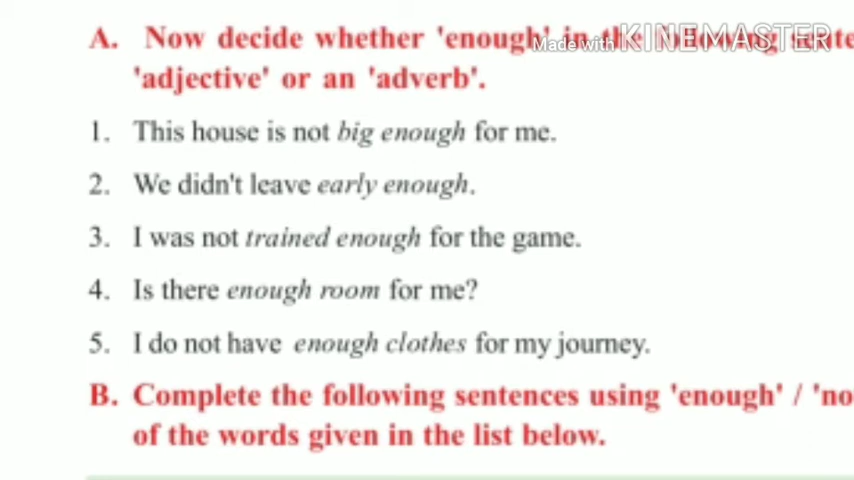 A. Now decide whether 'enough' in the following sente
Made with KINEMASTER
'adjective' or an 'adverb'.
1. This house is not big enough for me.
2. We didn't leave early enough.
3. I was not trained enough for the game.
4. Is there enough room for me?
5. I do not have enough clothes for my journey.
B. Complete the following sentences using 'enough' / 'no
of the words given in the list below.